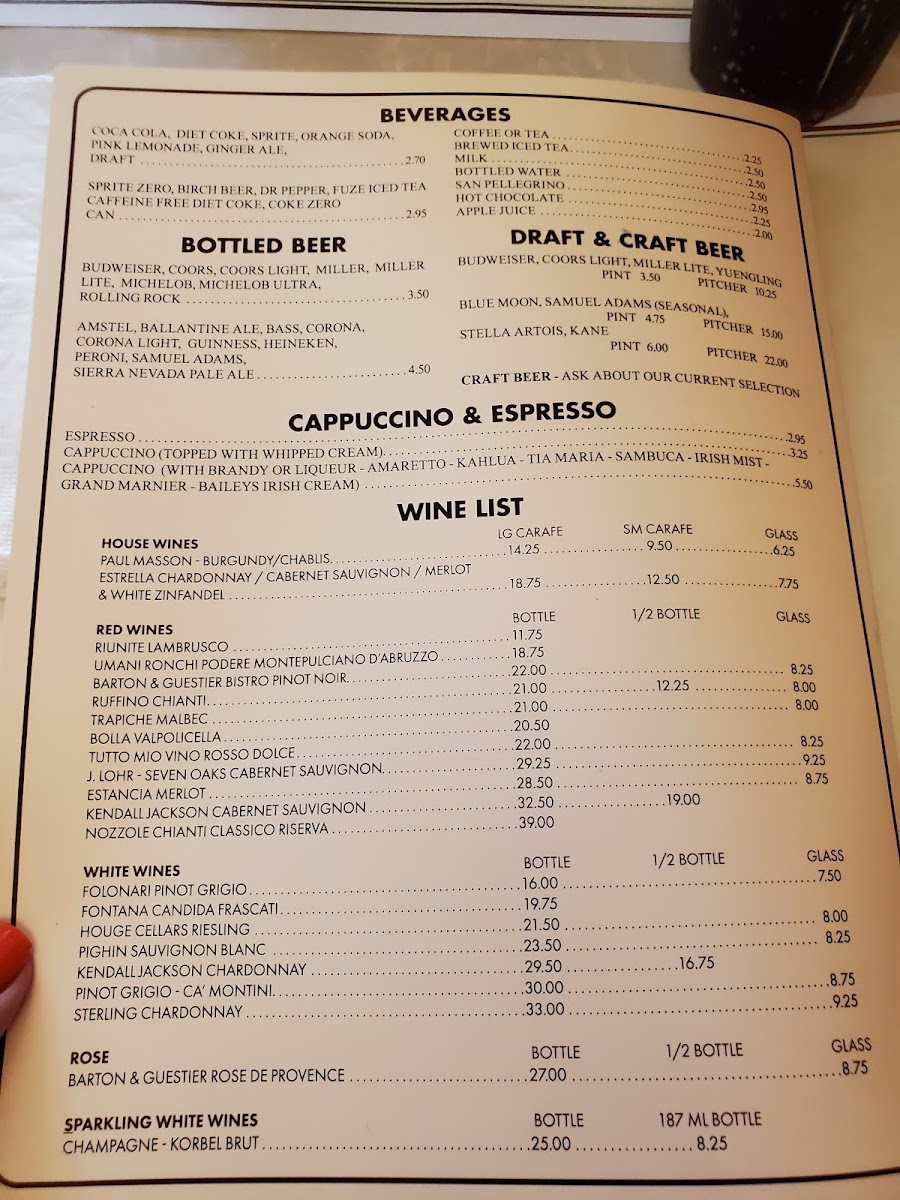 BEVERAGES
COCA COLA, DIET COKE, SPRITE, ORANGE SODA,
PINK LEMONADE, GINGER ALE,
DRAFT ... 2.70
SPRITE ZERO, BIRCH BEER, DR PEPPER, FUZE ICED TEA
CAFFEINE FREE DIET COKE, COKE ZERO
CAN ... 2.95
COFFEE OR TEA ... 2.25
BREWED ICED TEA ... 2.50
MILK ... 2.50
BOTTLED WATER ... 2.50
SAN PELLEGRINO ... 2.95
HOT CHOCOLATE ... 2.25
APPLE JUICE ... 2.00
BOTTLED BEER
BUDWEISER, COORS, COORS LIGHT, MILLER, MILLER
LITE, MICHELOB, MICHELOB ULTRA,
ROLLING ROCK ... 3.50
AMSTEL, BALLANTINE ALE, BASS, CORONA,
CORONA LIGHT, GUINNESS, HEINEKEN,
PERONI, SAMUEL ADAMS,
SIERRA NEVADA PALE ALE ... 4.50
DRAFT & CRAFT BEER
BUDWEISER, COORS LIGHT, MILLER LITE, YUENGLING
PINT 3.50 PITCHER 10.25
BLUE MOON, SAMUEL ADAMS (SEASONAL),
PINT 4.75 PITCHER 15.00
STELLA ARTOIS, KANE
PINT 6.00 PITCHER 22.00
CRAFT BEER - ASK ABOUT OUR CURRENT SELECTION
CAPPUCCINO & ESPRESSO
ESPRESSO ... 2.95
CAPPUCCINO (TOPPED WITH WHIPPED CREAM) ... 3.25
CAPPUCCINO (WITH BRANDY OR LIQUEUR - AMARETTO - KAHLUA - TIA MARIA - SAMBUCA - IRISH MIST -
GRAND MARNIER - BAILEYS IRISH CREAM) ... 5.50
WINE LIST
HOUSE WINES LG CARAFE SM CARAFE GLASS
PAUL MASSON - BURGUNDY/CHABLIS ... 14.25 ... 9.50 ... 6.25
ESTRELLA CHARDONNAY / CABERNET SAUVIGNON / MERLOT
& WHITE ZINFANDEL ... 18.75 ... 12.50 ... 7.75
RED WINES BOTTLE 1/2 BOTTLE GLASS
RIUNITE LAMBRUSCO ... 11.75
UMANI RONCHI PODERE MONTEPULCIANO D'ABRUZZO ... 18.75
BARTON & GUESTIER BISTRO PINOT NOIR ... 22.00 ... 8.25
RUFFINO CHIANTI ... 21.00 ... 12.25 ... 8.00
TRAPICHE MALBEC ... 21.00 ... 8.00
BOLLA VALPOLICELLA ... 20.50
TUTTO MIO VINO ROSSO DOLCE ... 22.00 ... 8.25
J. LOHR - SEVEN OAKS CABERNET SAUVIGNON ... 29.25 ... 9.25
ESTANCIA MERLOT ... 28.50 ... 8.75
KENDALL JACKSON CABERNET SAUVIGNON ... 32.50 ... 19.00
NOZZOLE CHIANTI CLASSICO RISERVA ... 39.00
WHITE WINES BOTTLE 1/2 BOTTLE GLASS
FOLONARI PINOT GRIGIO ... 16.00 ... 7.50
FONTANA CANDIDA FRASCATI ... 19.75
HOUGE CELLARS RIESLING ... 21.50 ... 8.00
PIGHIN SAUVIGNON BLANC ... 23.50 ... 8.25
KENDALL JACKSON CHARDONNAY ... 29.50 ... 16.75
PINOT GRIGIO - CA' MONTINI ... 30.00 ... 8.75
STERLING CHARDONNAY ... 33.00 ... 9.25
ROSE BOTTLE 1/2 BOTTLE GLASS
BARTON & GUESTIER ROSE DE PROVENCE ... 27.00 ... 8.75
SPARKLING WHITE WINES BOTTLE 187 ML BOTTLE
CHAMPAGNE - KORBEL BRUT ... 25.00 ... 8.25